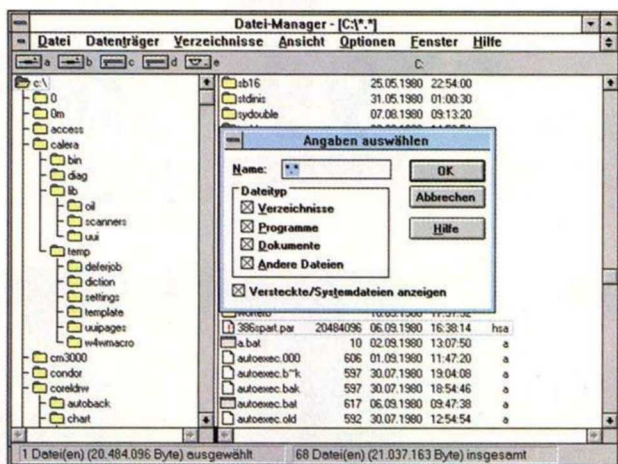 Datei-Manager - [C:\*.*]
Datei Datenträger Verzeichnisse Ansicht Optionen Fenster Hilfe
a b c d e C:
c:\
0
0m
access
calera
bin
diag
lib
oil
scanners
uui
temp
deferjob
diction
settings
template
uuipages
w4wmacro
cm3000
condor
coreldrw
autoback
chart
sb16 25.05.1980 22:54:00
stdinis 31.05.1980 01:00:30
sydouble 07.08.1980 09:13:20
Angaben auswählen
Name: *.*
OK
Abbrechen
Hilfe
Dateityp
Verzeichnisse
Programme
Dokumente
Andere Dateien
Versteckte/Systemdateien anzeigen
386spart.par 20484096 06.09.1980 16:38:14 hsa
a.bat 10 02.09.1980 13:07:50 a
autoexec.000 606 01.09.1980 11:47:20 a
autoexec.b~k 597 30.07.1980 19:04:08 a
autoexec.bak 597 30.07.1980 18:54:46 a
autoexec.bat 617 06.09.1980 09:47:38 a
autoexec.old 592 30.07.1980 12:54:54 a
1 Datei(en) (20.484.096 Byte) ausgewählt 68 Datei(en) (21.037.163 Byte) insgesamt